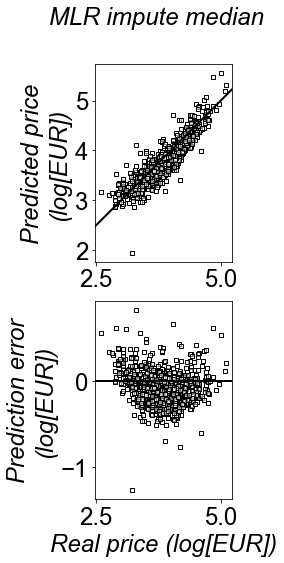 MLR impute median
Predicted price
(log[EUR])
5
4
3
2
2.5 5.0
Prediction error
(log[EUR])
0
−1
2.5 5.0
Real price (log[EUR])